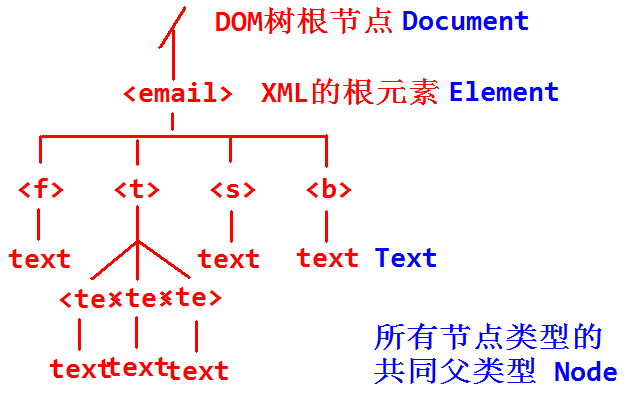 DOM树根节点 Document
<email> XML的根元素 Element
<f> <t> <s> <b>
text text text Text
<te> <te> <te>
所有节点类型的
text text text 共同父类型 Node